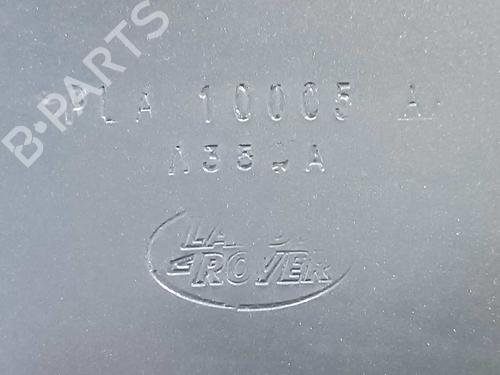 B-PARTS
PLA 10005 A
LAND
ROVER